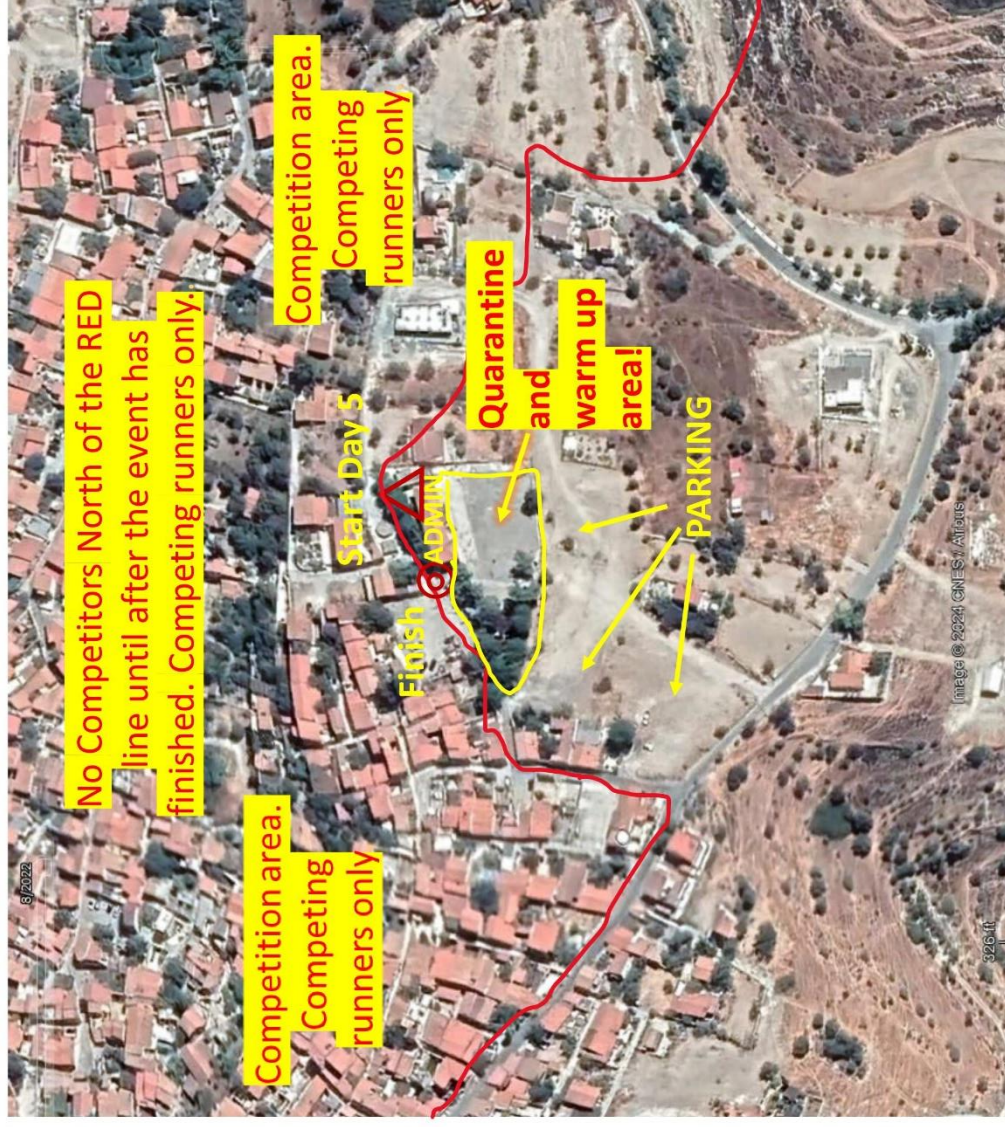 No Competitors North of the RED
line until after the event has
finished. Competing runners only.
Competition area.
Competing
runners only
Competition area.
Competing
runners only
Start Day 5
Finish
ADMIN
Quarantine
and
warm up
area!
PARKING
8/2022
326 ft
Image © 2024 CNES / Airbus